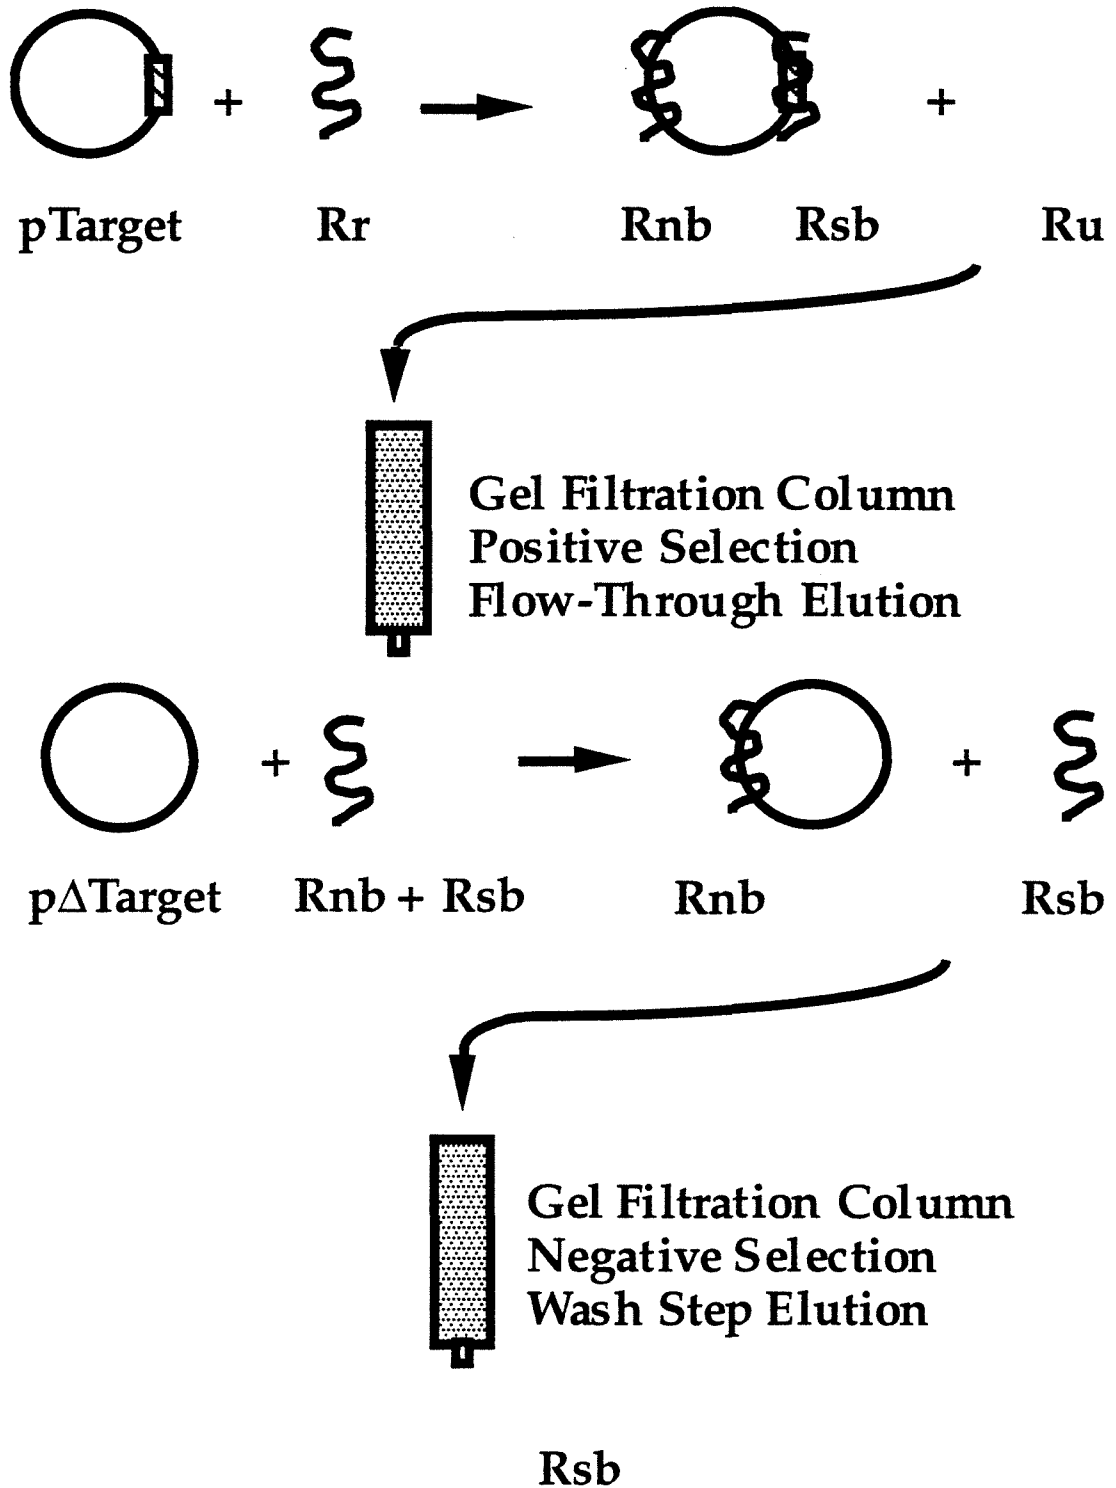 + +
pTarget Rr Rnb Rsb Ru
Gel Filtration Column
Positive Selection
Flow-Through Elution
+ +
pΔTarget Rnb + Rsb Rnb Rsb
Gel Filtration Column
Negative Selection
Wash Step Elution
Rsb